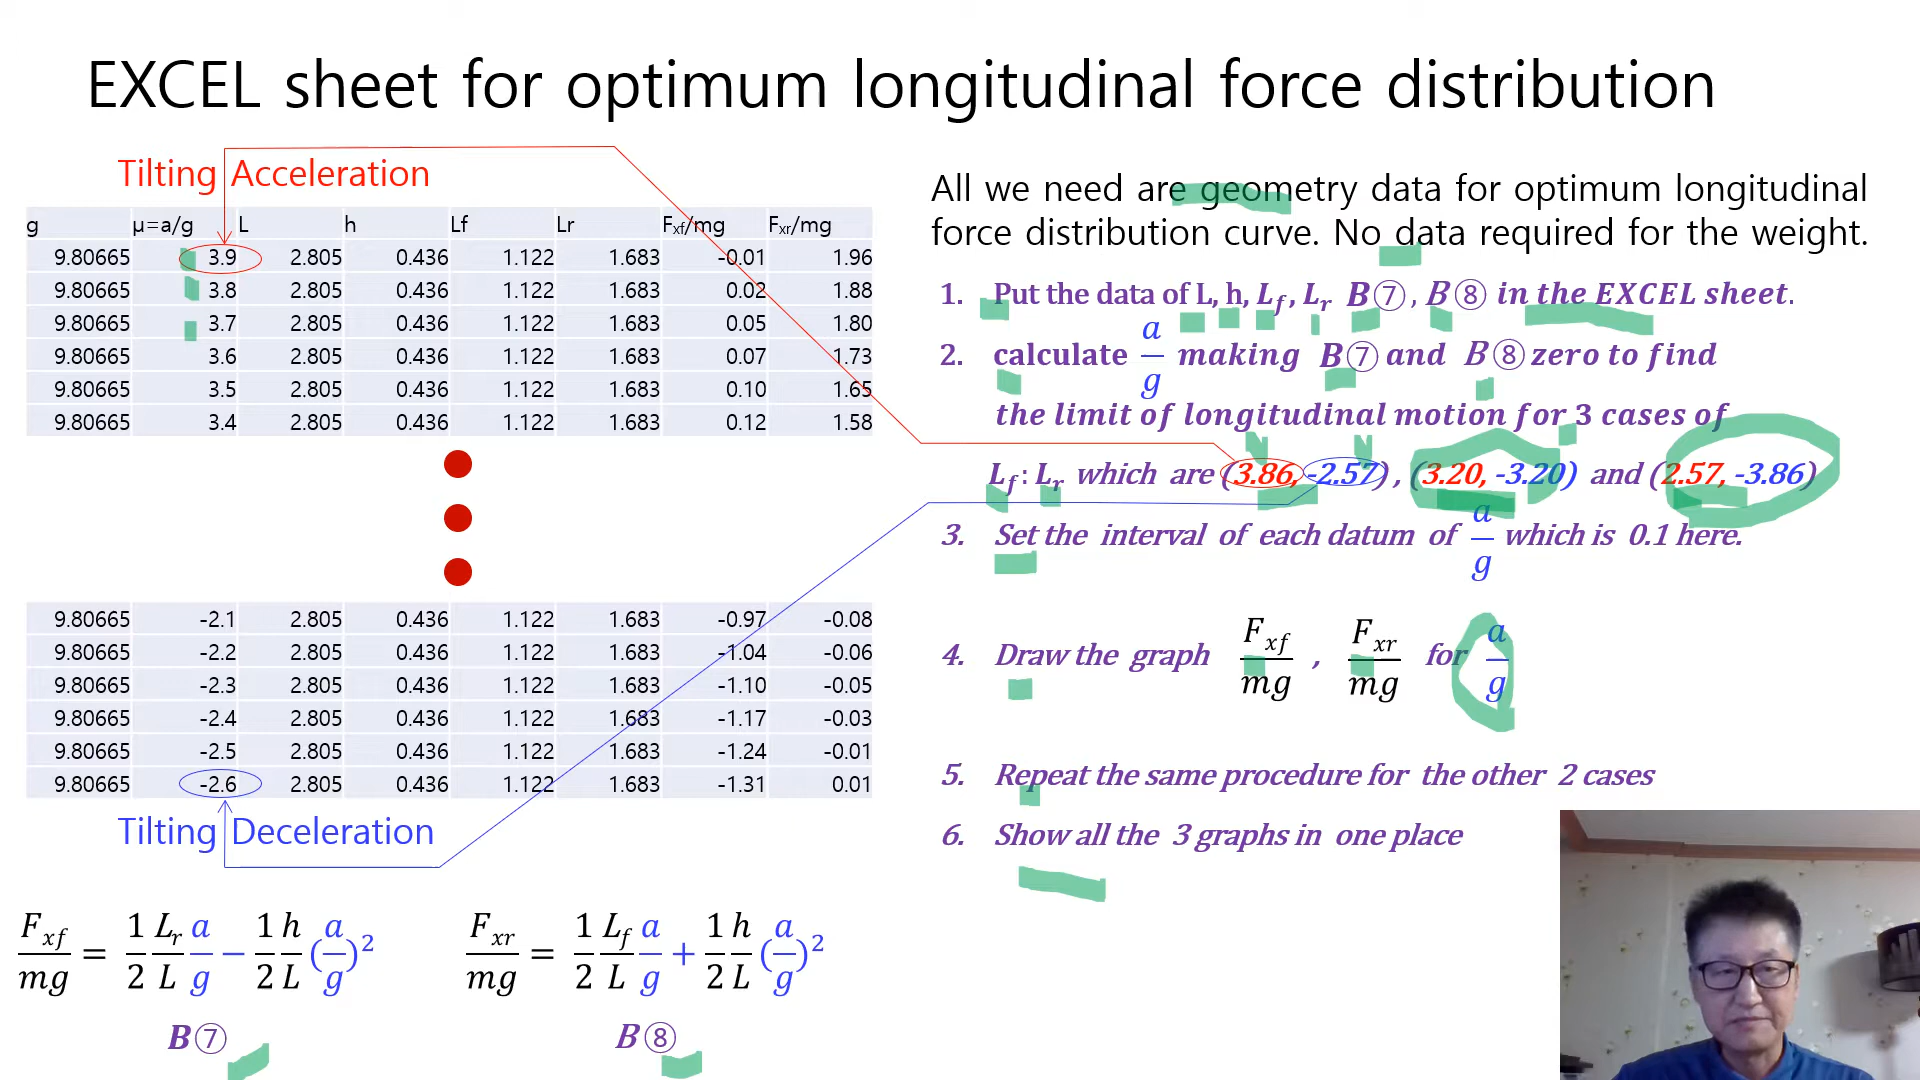 EXCEL sheet for optimum longitudinal force distribution
Tilting Acceleration
g μ=a/g L h Lf Lr Fxf/mg Fxr/mg
9.80665 3.9 2.805 0.436 1.122 1.683 -0.01 1.96
9.80665 3.8 2.805 0.436 1.122 1.683 0.02 1.88
9.80665 3.7 2.805 0.436 1.122 1.683 0.05 1.80
9.80665 3.6 2.805 0.436 1.122 1.683 0.07 1.73
9.80665 3.5 2.805 0.436 1.122 1.683 0.10 1.65
9.80665 3.4 2.805 0.436 1.122 1.683 0.12 1.58
9.80665 -2.1 2.805 0.436 1.122 1.683 -0.97 -0.08
9.80665 -2.2 2.805 0.436 1.122 1.683 -1.04 -0.06
9.80665 -2.3 2.805 0.436 1.122 1.683 -1.10 -0.05
9.80665 -2.4 2.805 0.436 1.122 1.683 -1.17 -0.03
9.80665 -2.5 2.805 0.436 1.122 1.683 -1.24 -0.01
9.80665 -2.6 2.805 0.436 1.122 1.683 -1.31 0.01
Tilting Deceleration
F_xf/mg = 1/2 L_r/L a/g − 1/2 h/L (a/g)²
B⑦
F_xr/mg = 1/2 L_f/L a/g + 1/2 h/L (a/g)²
B⑧
All we need are geometry data for optimum longitudinal
force distribution curve. No data required for the weight.
1. Put the data of L, h, L_f, L_r B⑦, B⑧ in the EXCEL sheet.
2. calculate a/g making B⑦ and B⑧ zero to find
the limit of longitudinal motion for 3 cases of
L_f : L_r which are (3.86, -2.57), (3.20, -3.20) and (2.57, -3.86)
3. Set the interval of each datum of a/g which is 0.1 here.
4. Draw the graph F_xf/mg , F_xr/mg for a/g
5. Repeat the same procedure for the other 2 cases
6. Show all the 3 graphs in one place